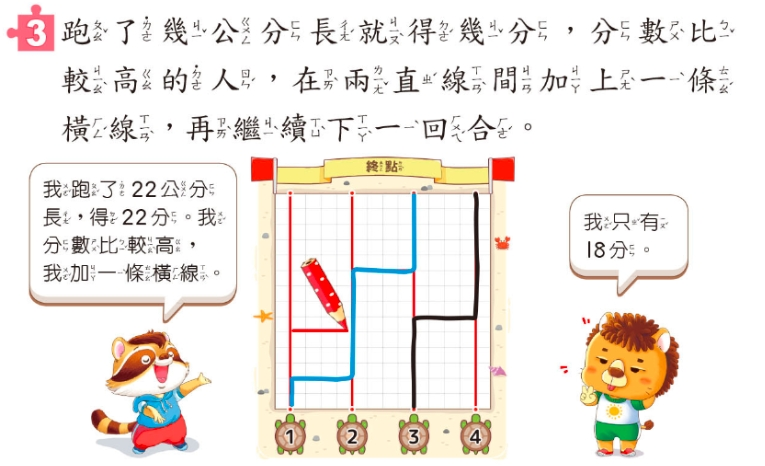 3 跑了幾公分長就得幾分，分數比
較高的人，在兩直線間加上一條
橫線，再繼續下一回合。
我跑了22公分
長，得22分。我
分數比較高，
我加一條橫線。
終點
我只有
18分。
1 2 3 4